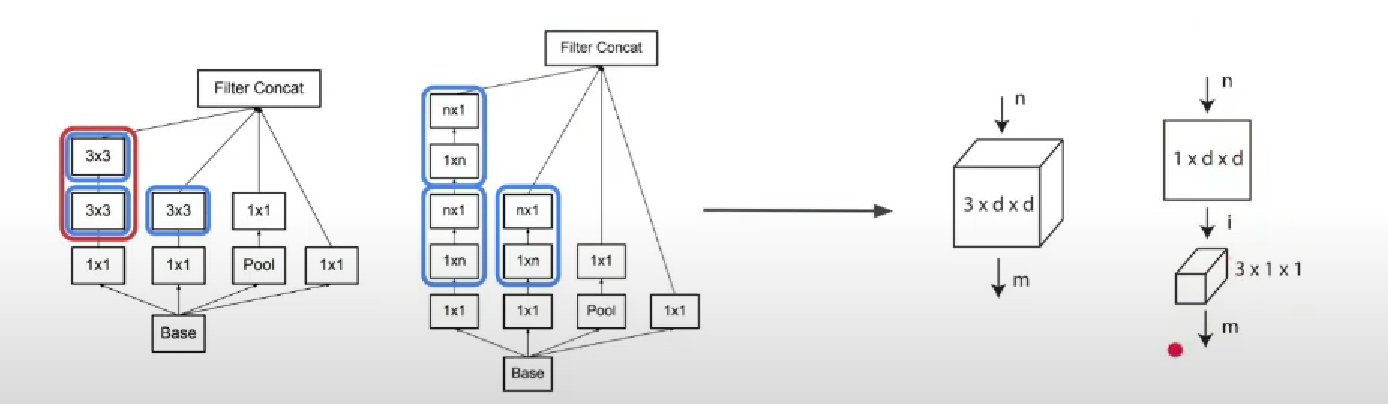 Filter Concat
3x3
3x3
3x3
1x1
1x1
1x1
Pool
1x1
Base
Filter Concat
nx1
1xn
nx1
nx1
1xn
1xn
1x1
1x1
1x1
Pool
1x1
Base
n
3 x d x d
m
n
1 x d x d
i
3 x 1 x 1
m